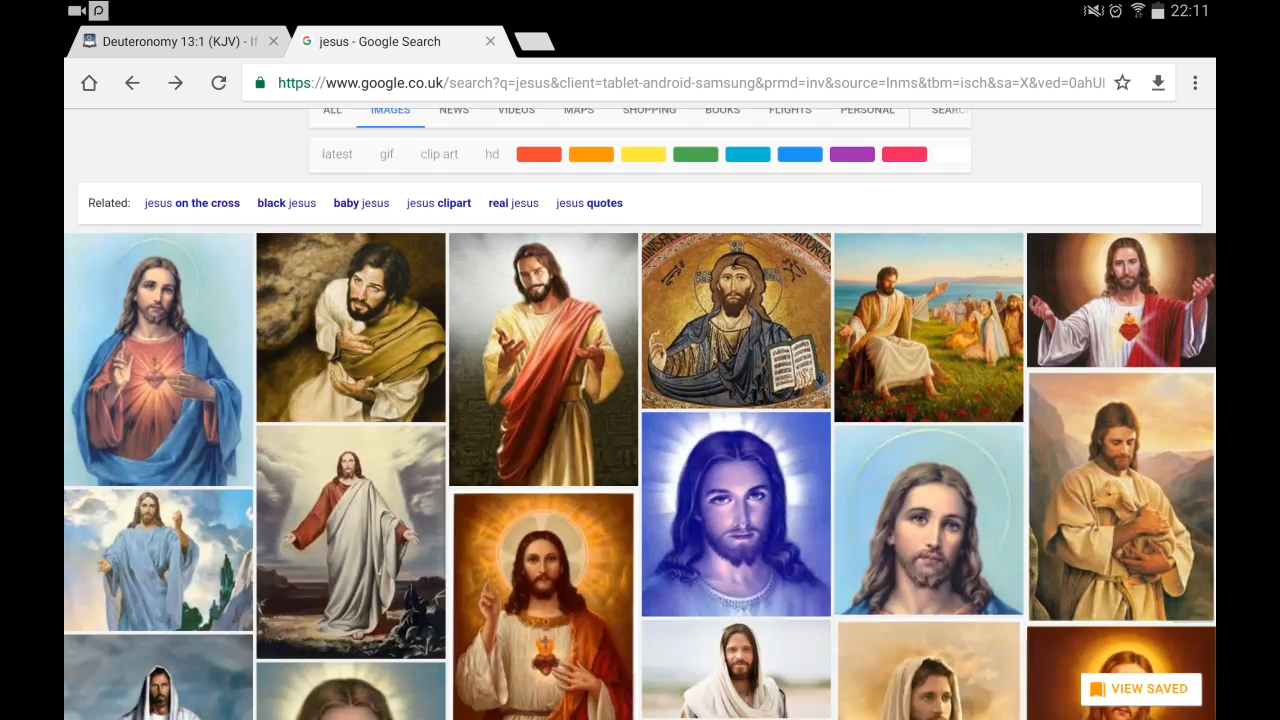 22:11
Deuteronomy 13:1 (KJV) - If
jesus - Google Search
https://www.google.co.uk/search?q=jesus&client=tablet-android-samsung&prmd=inv&source=lnms&tbm=isch&sa=X&ved=0ahUI
ALL IMAGES NEWS VIDEOS MAPS SHOPPING BOOKS FLIGHTS PERSONAL SEARC
latest gif clip art hd
Related: jesus on the cross black jesus baby jesus jesus clipart real jesus jesus quotes
VIEW SAVED